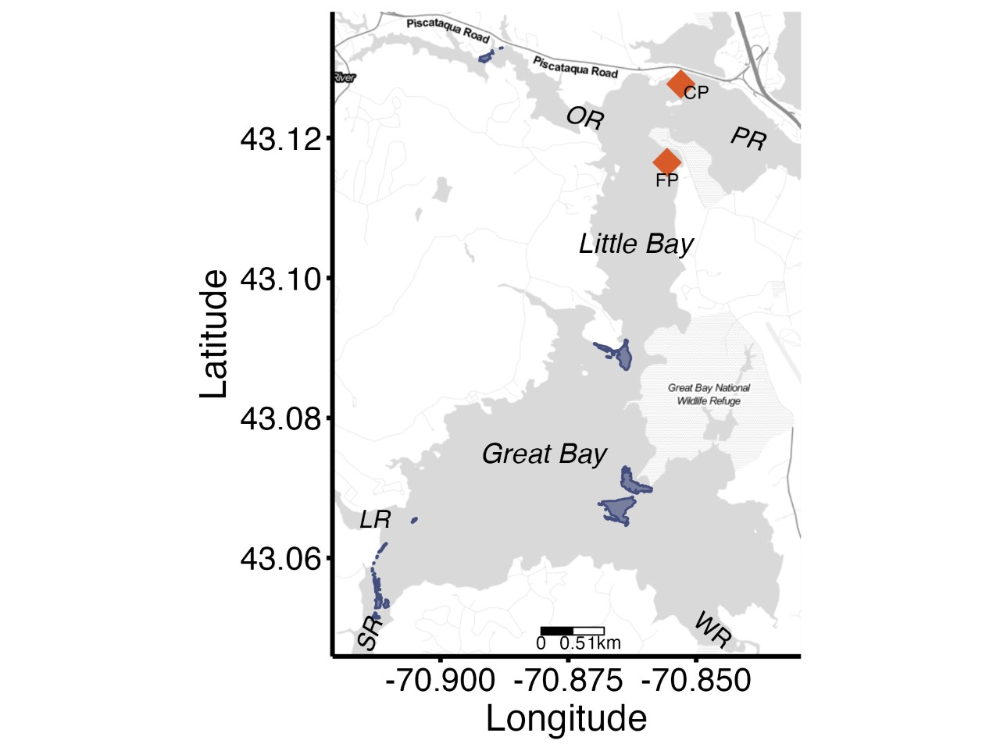 Piscataqua Road
Piscataqua Road
River
CP
OR
PR
43.12
FP
Little Bay
43.10
Latitude
Great Bay National
Wildlife Refuge
43.08
Great Bay
LR
43.06
SR
WR
0 0.51km
-70.900 -70.875 -70.850
Longitude